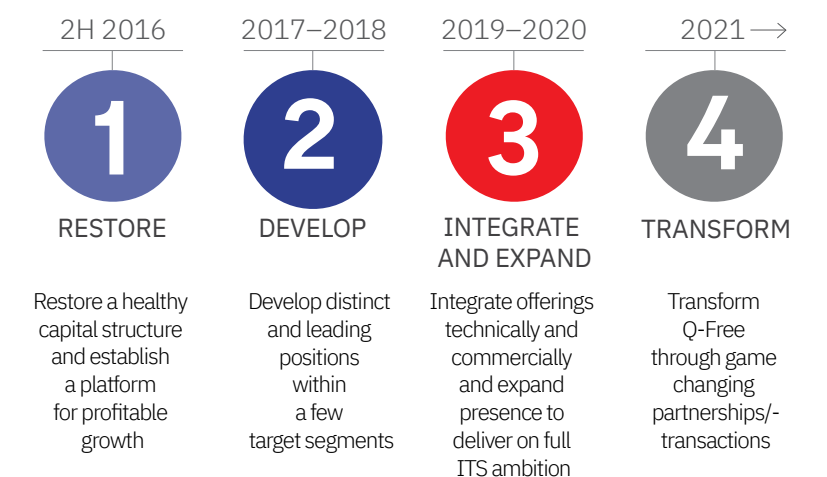 2H 2016
1
RESTORE
Restore a healthy
capital structure
and establish
a platform
for profitable
growth
2017–2018
2
DEVELOP
Develop distinct
and leading
positions
within
a few
target segments
2019–2020
3
INTEGRATE
AND EXPAND
Integrate offerings
technically and
commercially
and expand
presence to
deliver on full
ITS ambition
2021→
4
TRANSFORM
Transform
Q-Free
through game
changing
partnerships/-
transactions